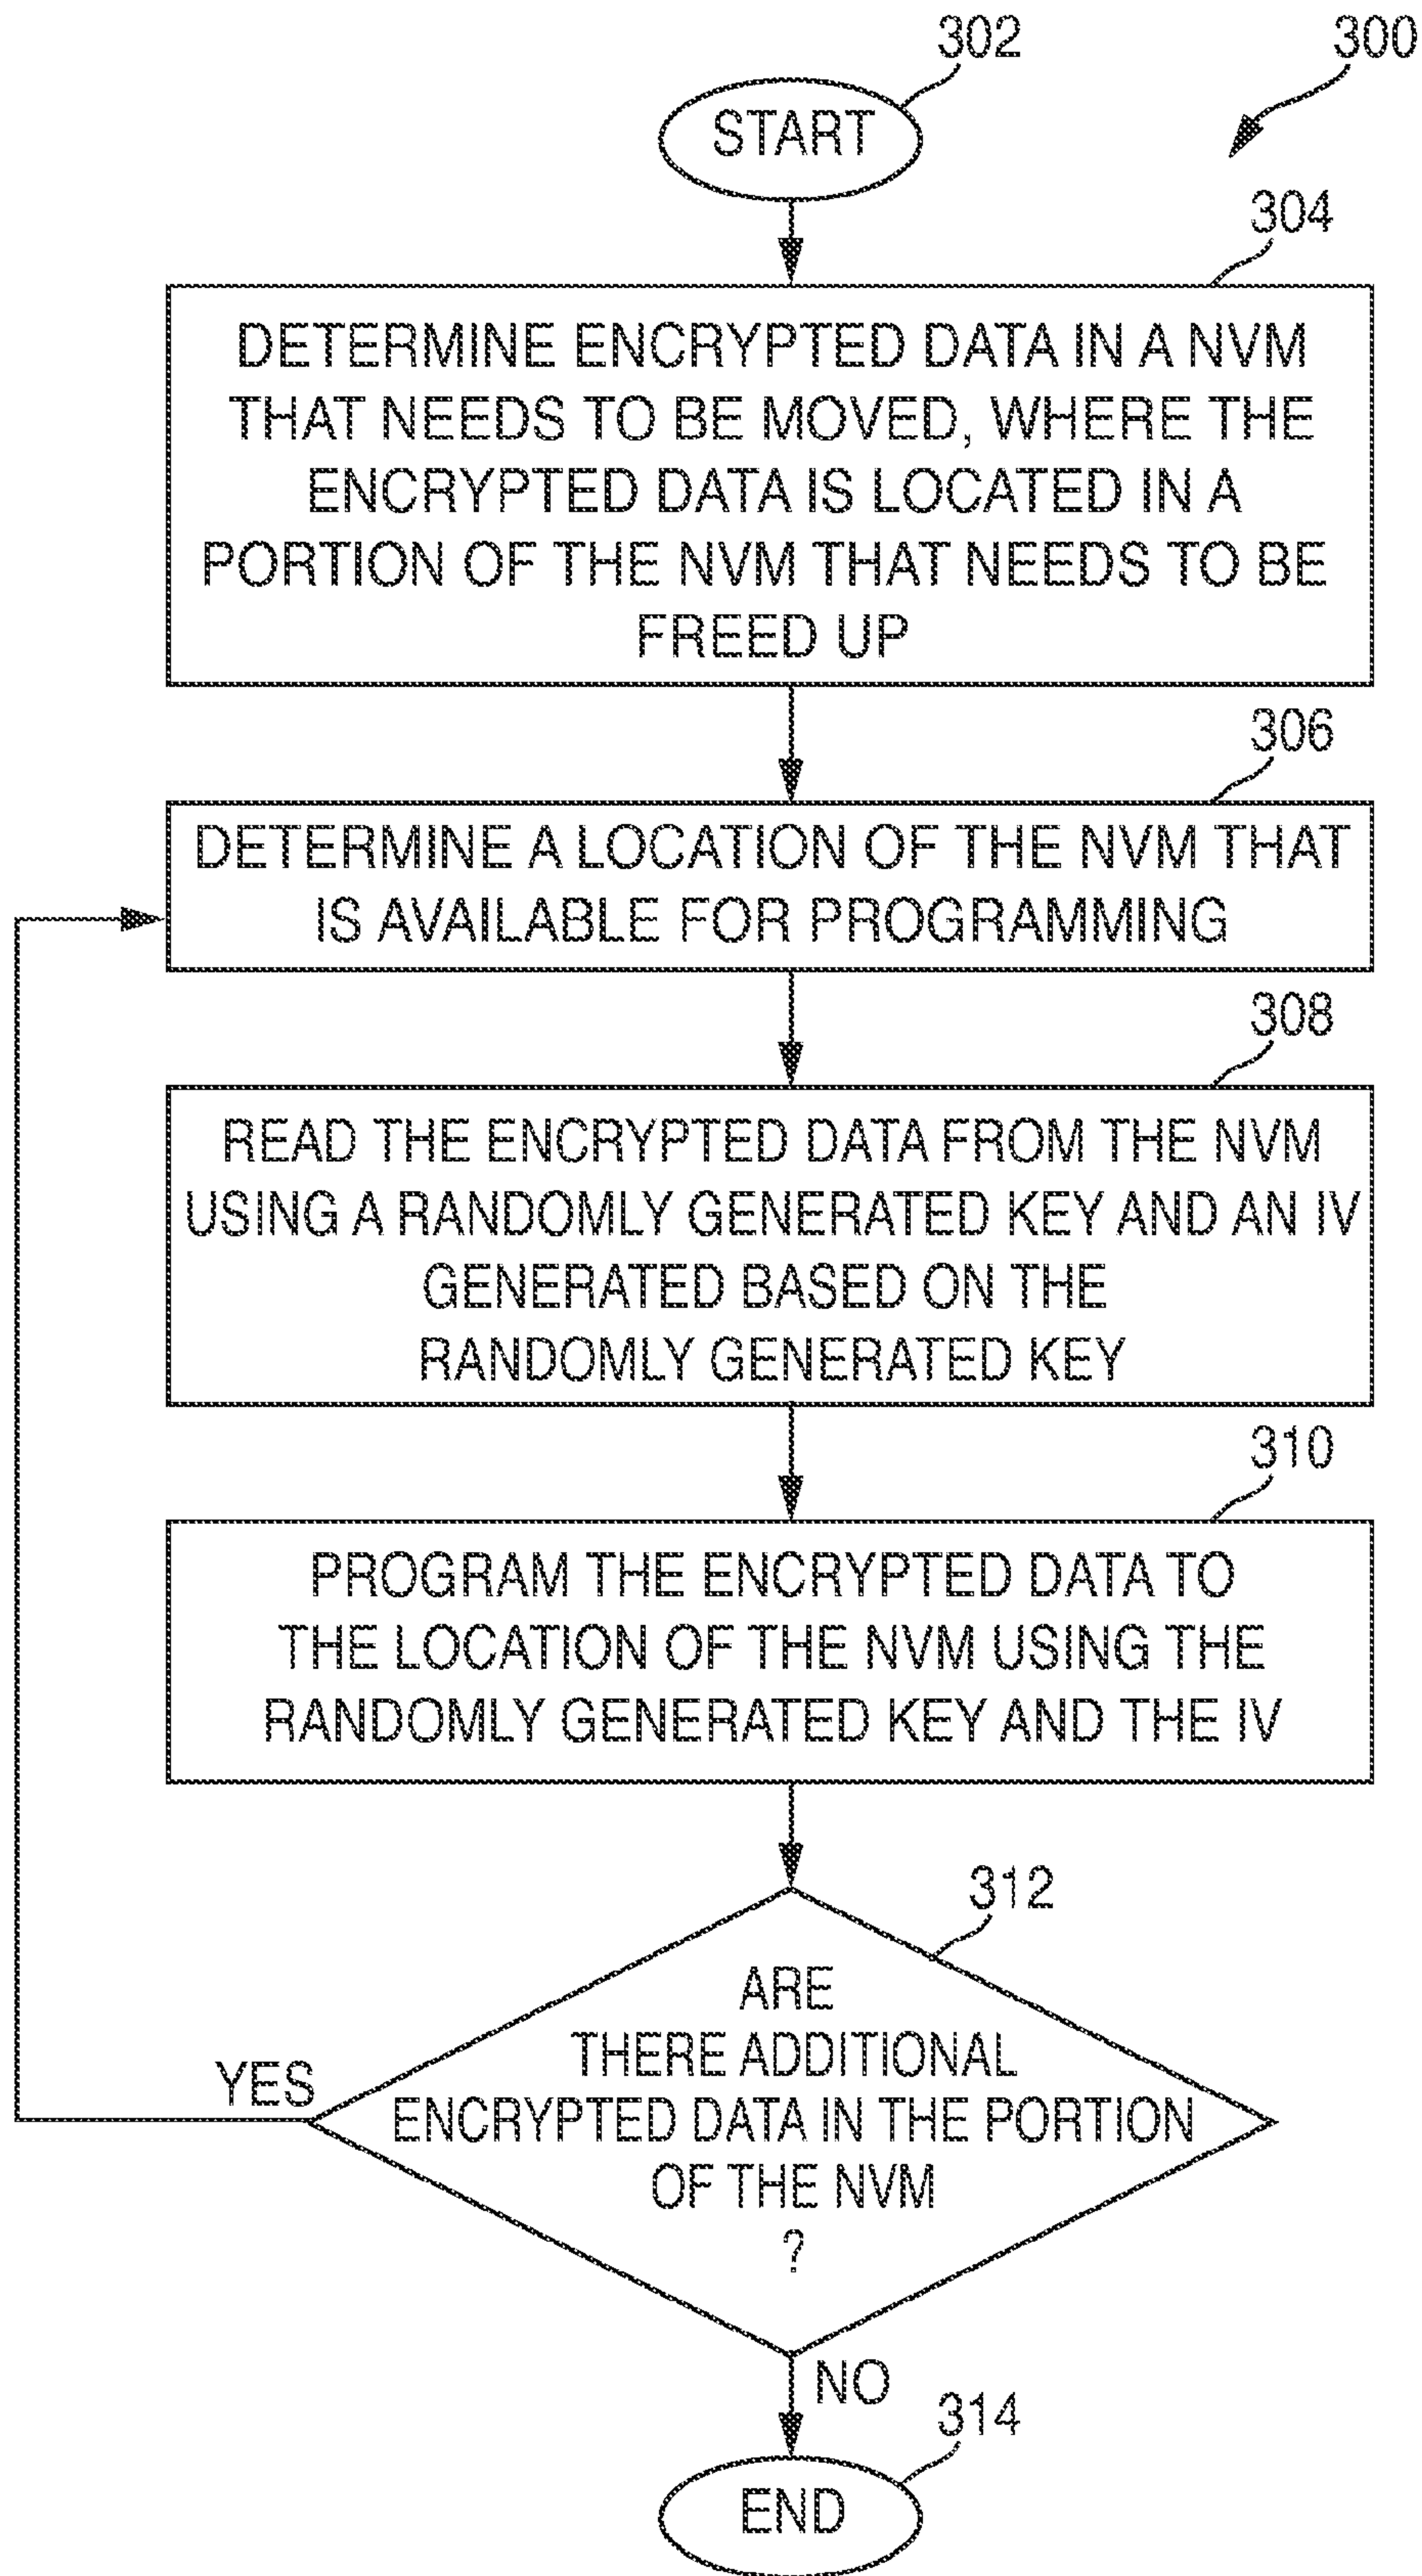 302
300
START
304
DETERMINE ENCRYPTED DATA IN A NVM
THAT NEEDS TO BE MOVED, WHERE THE
ENCRYPTED DATA IS LOCATED IN A
PORTION OF THE NVM THAT NEEDS TO BE
FREED UP
306
DETERMINE A LOCATION OF THE NVM THAT
IS AVAILABLE FOR PROGRAMMING
308
READ THE ENCRYPTED DATA FROM THE NVM
USING A RANDOMLY GENERATED KEY AND AN IV
GENERATED BASED ON THE
RANDOMLY GENERATED KEY
310
PROGRAM THE ENCRYPTED DATA TO
THE LOCATION OF THE NVM USING THE
RANDOMLY GENERATED KEY AND THE IV
312
ARE
THERE ADDITIONAL
ENCRYPTED DATA IN THE PORTION
OF THE NVM
?
YES
NO
314
END